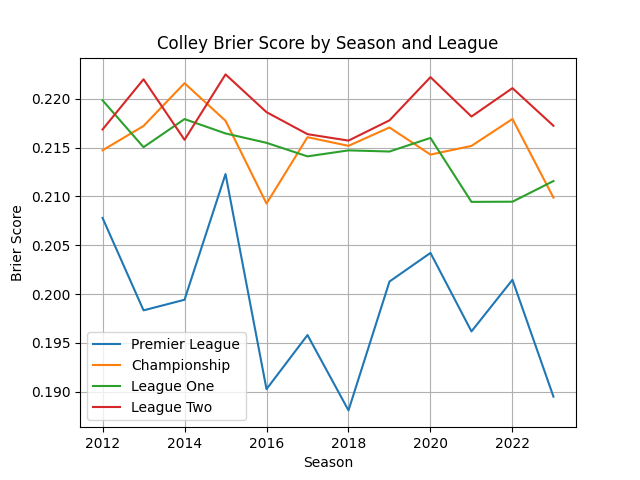 Colley Brier Score by Season and League
Brier Score
0.220
0.215
0.210
0.205
0.200
0.195
0.190
Premier League
Championship
League One
League Two
2012
2014
2016
2018
2020
2022
Season